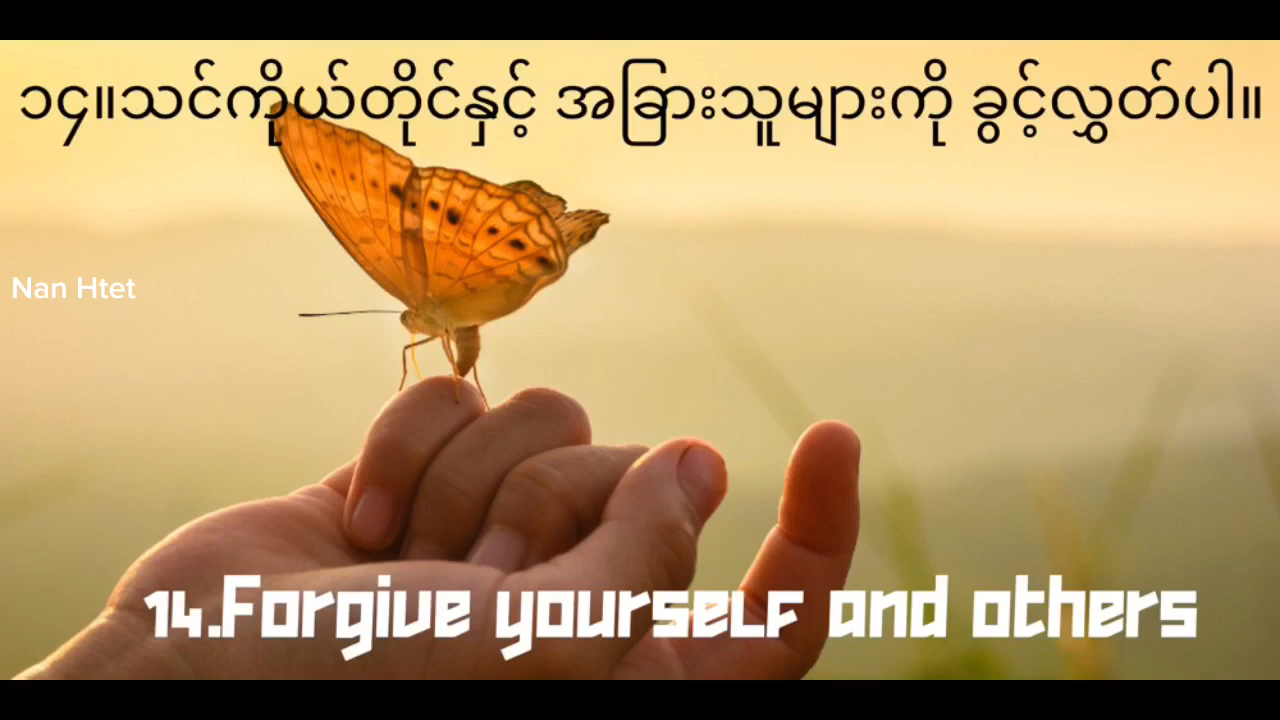 ၁၄။သင်ကိုယ်တိုင်နှင့် အခြားသူများကို ခွင့်လွှတ်ပါ။
Nan Htet
14.Forgive yourself and others